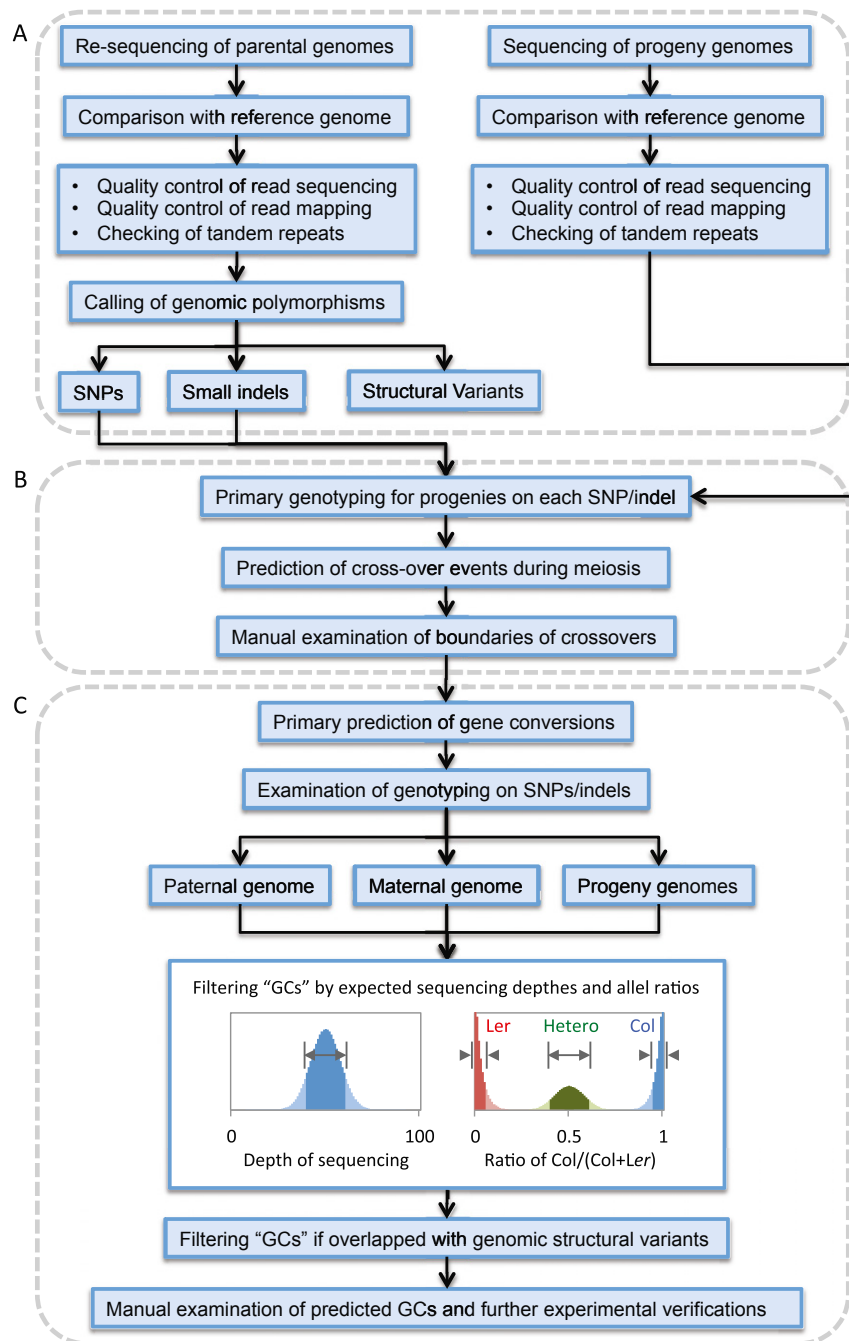 A
Re-sequencing of parental genomes
Sequencing of progeny genomes
Comparison with reference genome
Comparison with reference genome
• Quality control of read sequencing
• Quality control of read mapping
• Checking of tandem repeats
• Quality control of read sequencing
• Quality control of read mapping
• Checking of tandem repeats
Calling of genomic polymorphisms
SNPs
Small indels
Structural Variants
B
Primary genotyping for progenies on each SNP/indel
Prediction of cross-over events during meiosis
Manual examination of boundaries of crossovers
C
Primary prediction of gene conversions
Examination of genotyping on SNPs/indels
Paternal genome
Maternal genome
Progeny genomes
Filtering “GCs” by expected sequencing depthes and allel ratios
Ler
Hetero
Col
0
100
Depth of sequencing
0
0.5
1
Ratio of Col/(Col+Ler)
Filtering “GCs” if overlapped with genomic structural variants
Manual examination of predicted GCs and further experimental verifications